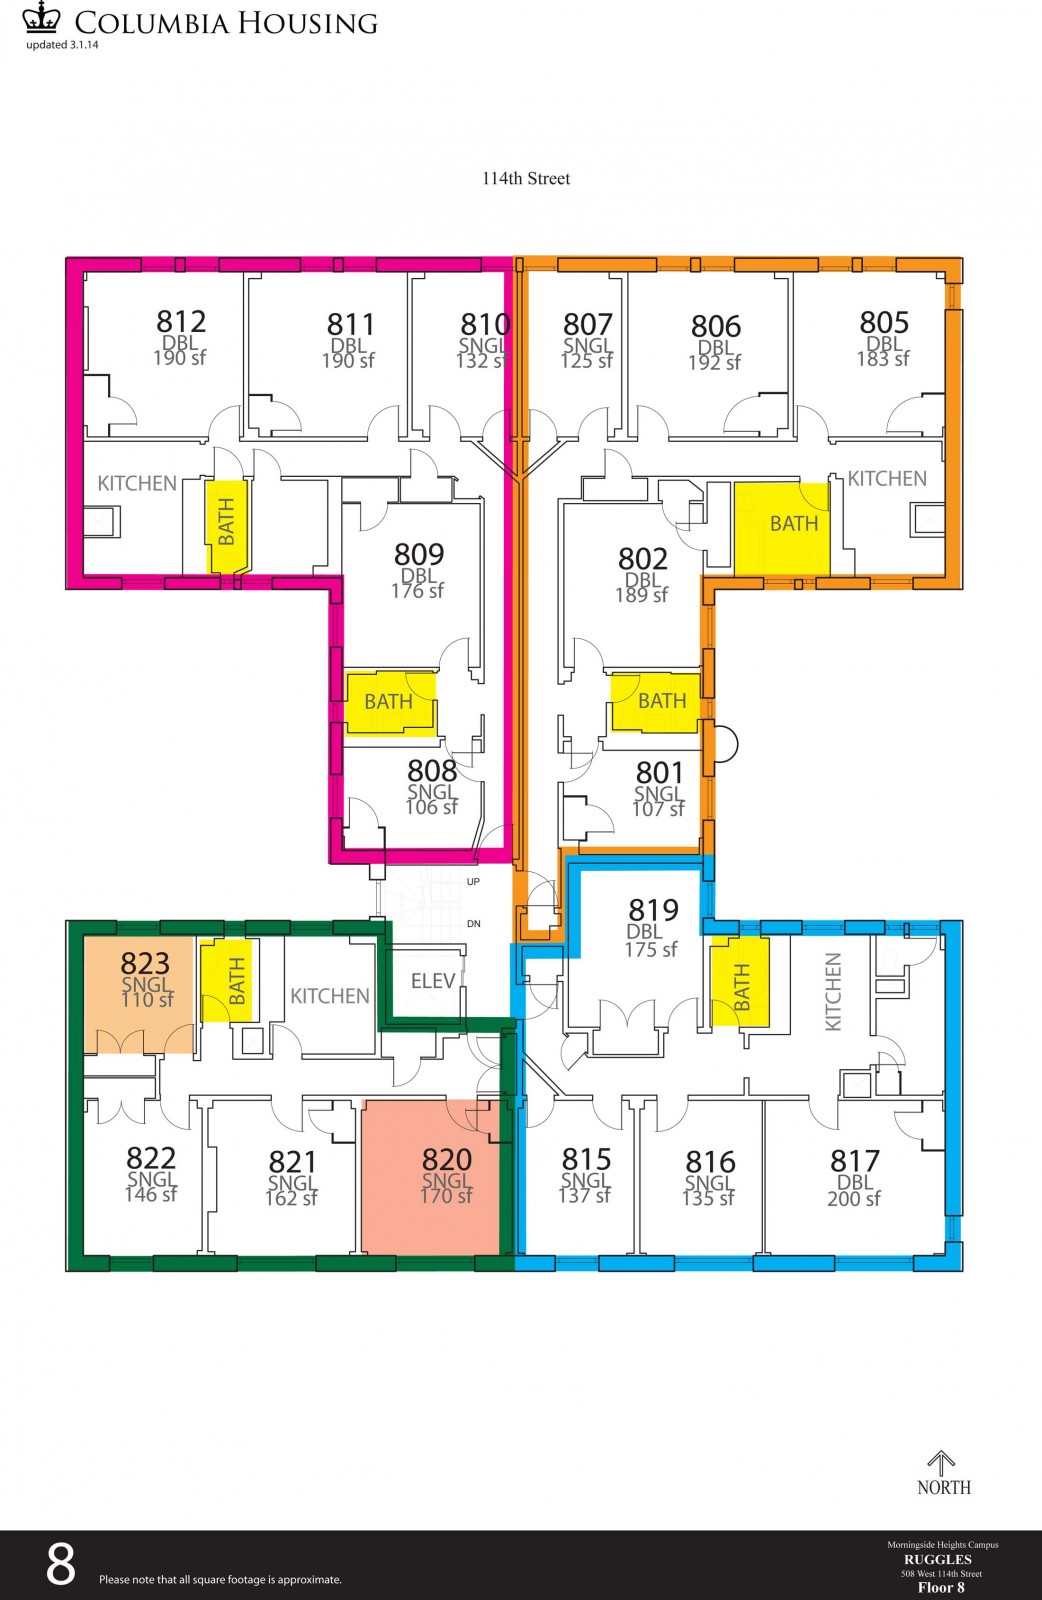 COLUMBIA HOUSING
updated 3.1.14
114th Street
812
DBL
190 sf
811
DBL
190 sf
810
SNGL
132 sf
807
SNGL
125 sf
806
DBL
192 sf
805
DBL
183 sf
KITCHEN
BATH
809
DBL
176 sf
802
DBL
189 sf
BATH
KITCHEN
BATH
BATH
808
SNGL
106 sf
801
SNGL
107 sf
UP
DN
819
DBL
175 sf
823
SNGL
110 sf
BATH
KITCHEN
ELEV
BATH
KITCHEN
822
SNGL
146 sf
821
SNGL
162 sf
820
SNGL
170 sf
815
SNGL
137 sf
816
SNGL
135 sf
817
DBL
200 sf
NORTH
8
Please note that all square footage is approximate.
Morningside Heights Campus
RUGGLES
508 West 114th Street
Floor 8